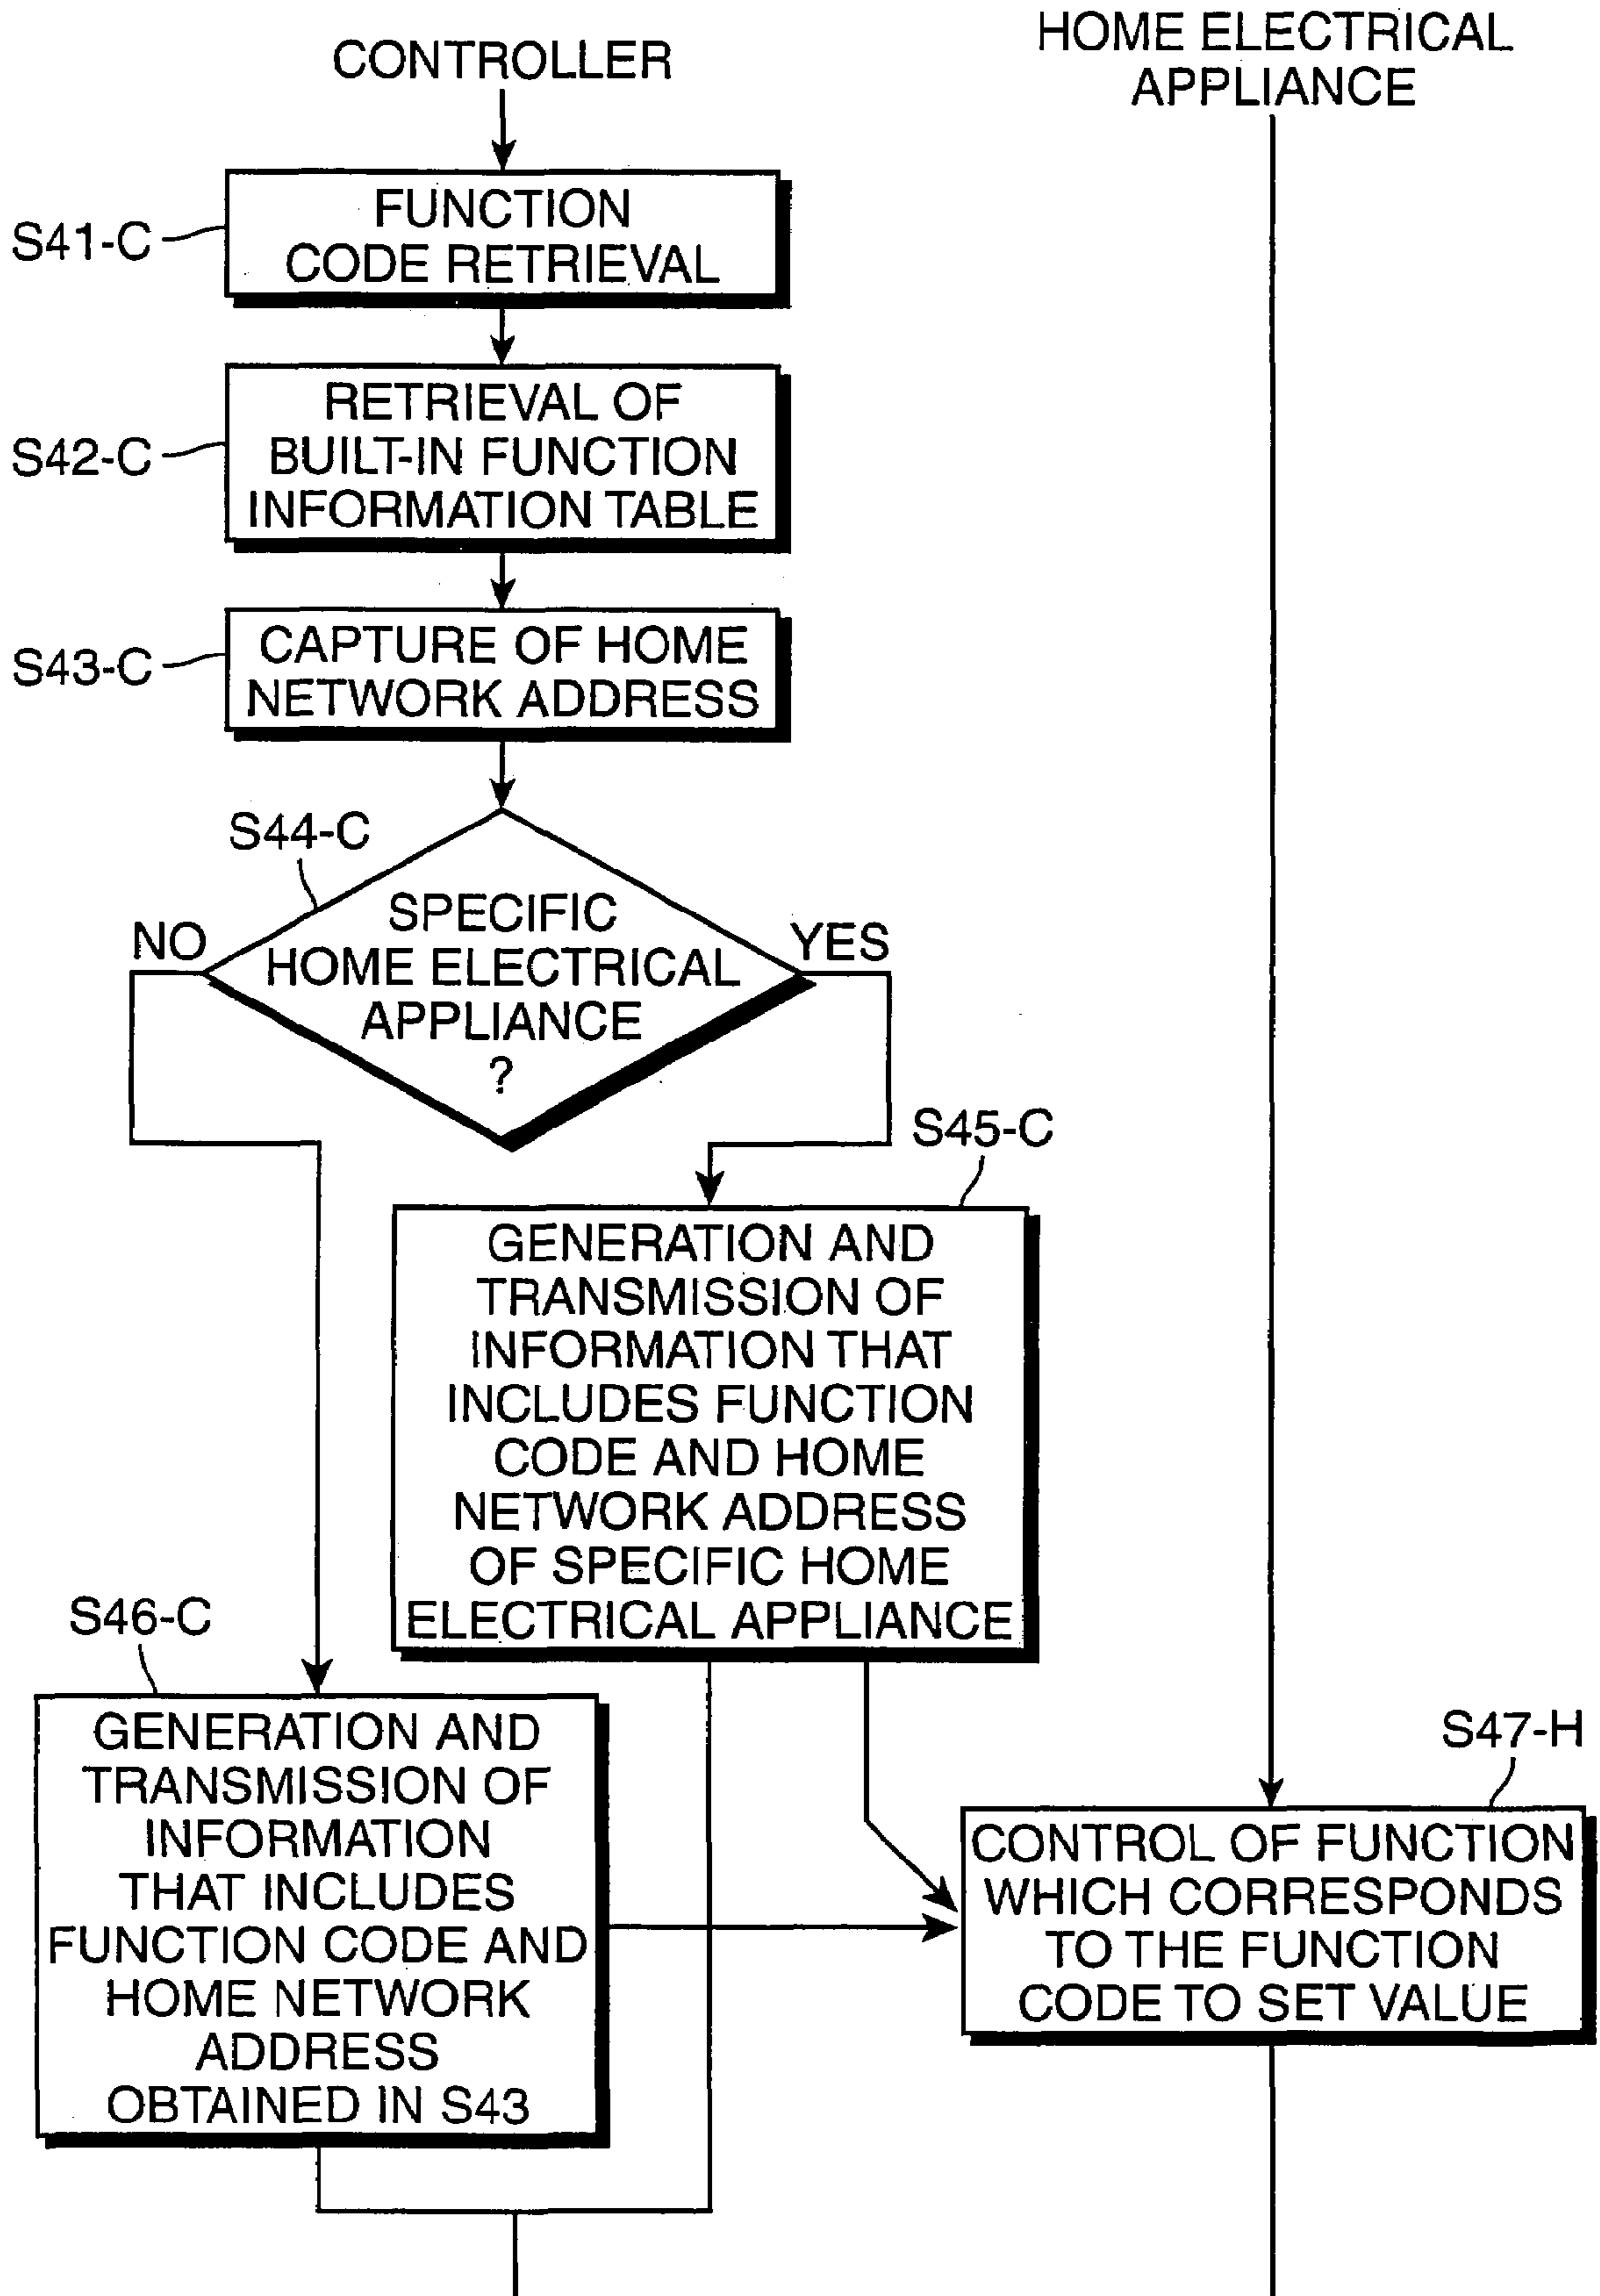 CONTROLLER
HOME ELECTRICAL
APPLIANCE
S41-C
FUNCTION
CODE RETRIEVAL
S42-C
RETRIEVAL OF
BUILT-IN FUNCTION
INFORMATION TABLE
S43-C
CAPTURE OF HOME
NETWORK ADDRESS
S44-C
NO
YES
SPECIFIC
HOME ELECTRICAL
APPLIANCE
?
S45-C
GENERATION AND
TRANSMISSION OF
INFORMATION THAT
INCLUDES FUNCTION
CODE AND HOME
NETWORK ADDRESS
OF SPECIFIC HOME
ELECTRICAL APPLIANCE
S46-C
GENERATION AND
TRANSMISSION OF
INFORMATION
THAT INCLUDES
FUNCTION CODE AND
HOME NETWORK
ADDRESS
OBTAINED IN S43
S47-H
CONTROL OF FUNCTION
WHICH CORRESPONDS
TO THE FUNCTION
CODE TO SET VALUE